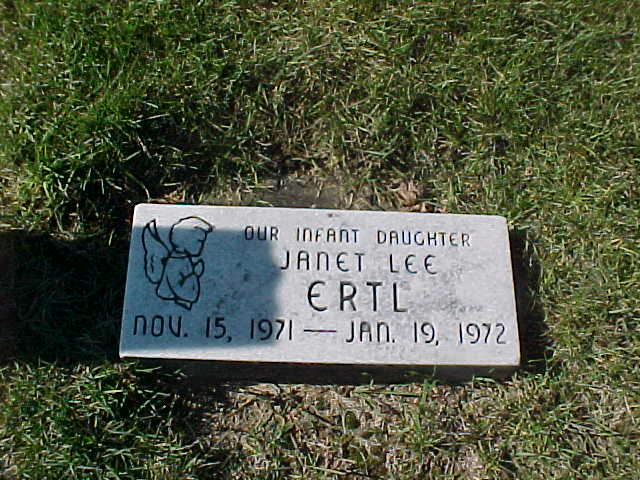 OUR INFANT DAUGHTER
JANET LEE
ERTL
NOV. 15, 1971 — JAN. 19, 1972